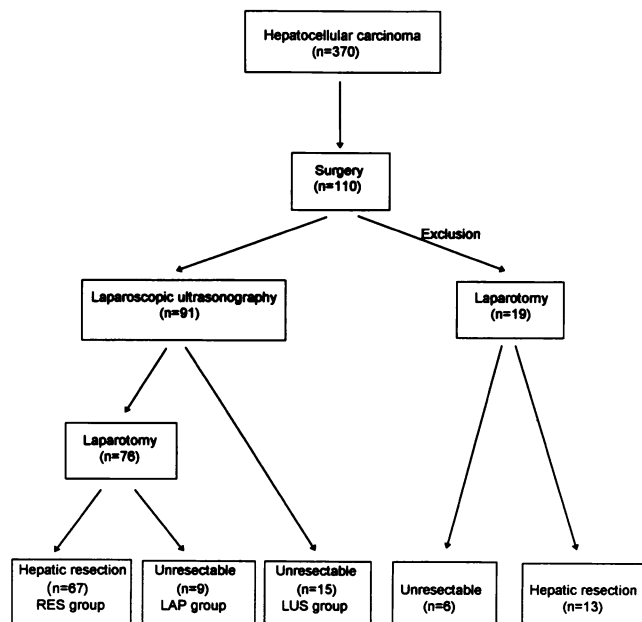 Hepatocellular carcinoma
(n=370)
Surgery
(n=110)
Exclusion
Laparoscopic ultrasonography
(n=91)
Laparotomy
(n=19)
Laparotomy
(n=76)
Hepatic resection
(n=67)
RES group
Unresectable
(n=9)
LAP group
Unresectable
(n=15)
LUS group
Unresectable
(n=6)
Hepatic resection
(n=13)